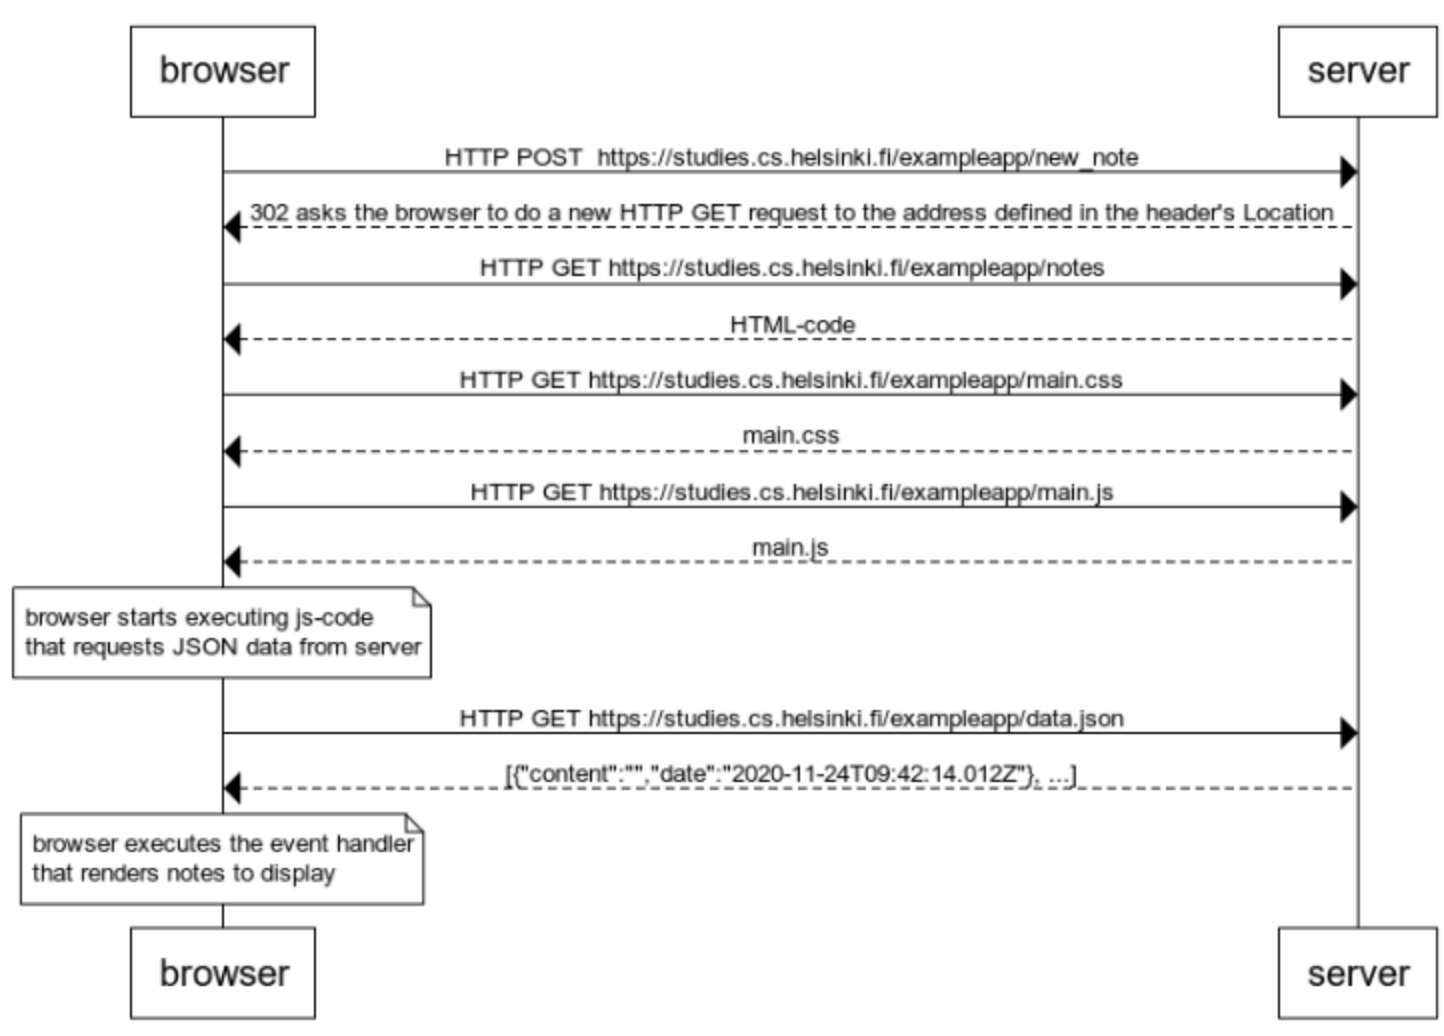 browser
server
HTTP POST  https://studies.cs.helsinki.fi/exampleapp/new_note
302 asks the browser to do a new HTTP GET request to the address defined in the header's Location
HTTP GET https://studies.cs.helsinki.fi/exampleapp/notes
HTML-code
HTTP GET https://studies.cs.helsinki.fi/exampleapp/main.css
main.css
HTTP GET https://studies.cs.helsinki.fi/exampleapp/main.js
main.js
browser starts executing js-code
that requests JSON data from server
HTTP GET https://studies.cs.helsinki.fi/exampleapp/data.json
[{"content":"","date":"2020-11-24T09:42:14.012Z"}, ...]
browser executes the event handler
that renders notes to display
browser
server